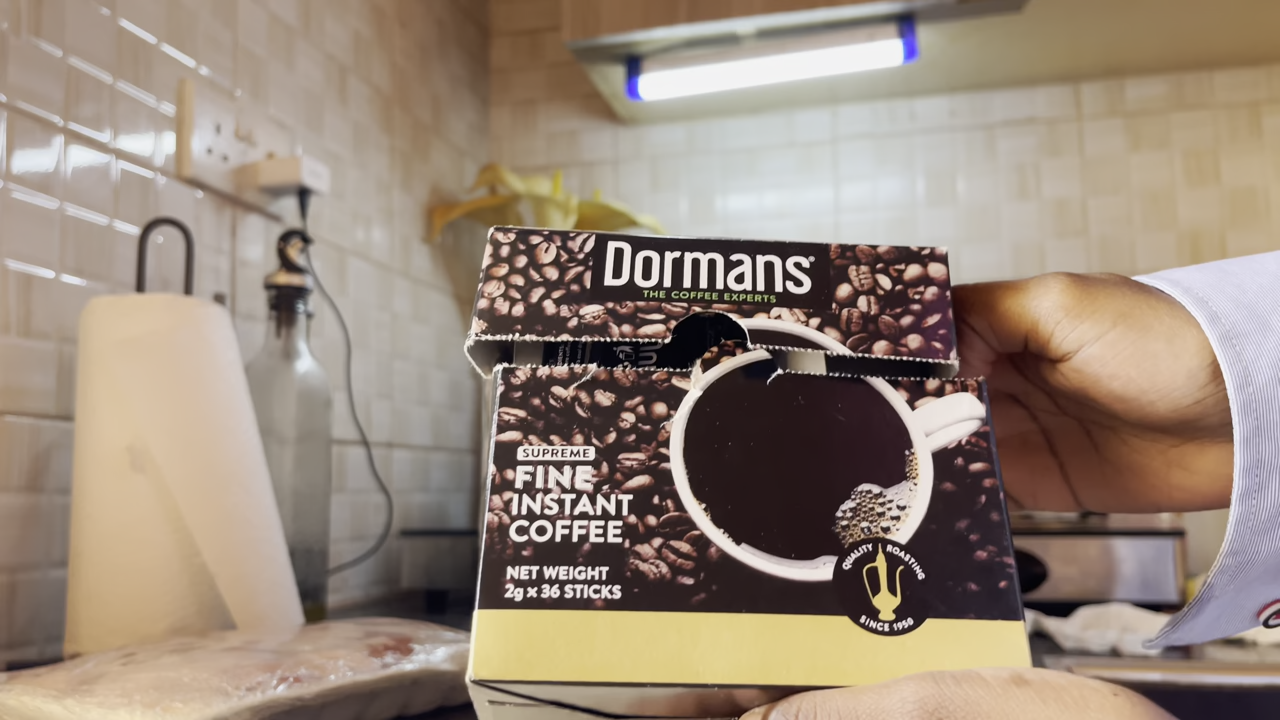 Dormans®
THE COFFEE EXPERTS
SUPREME
FINE
INSTANT
COFFEE
NET WEIGHT
2g x 36 STICKS
QUALITY ROASTING
SINCE 1950